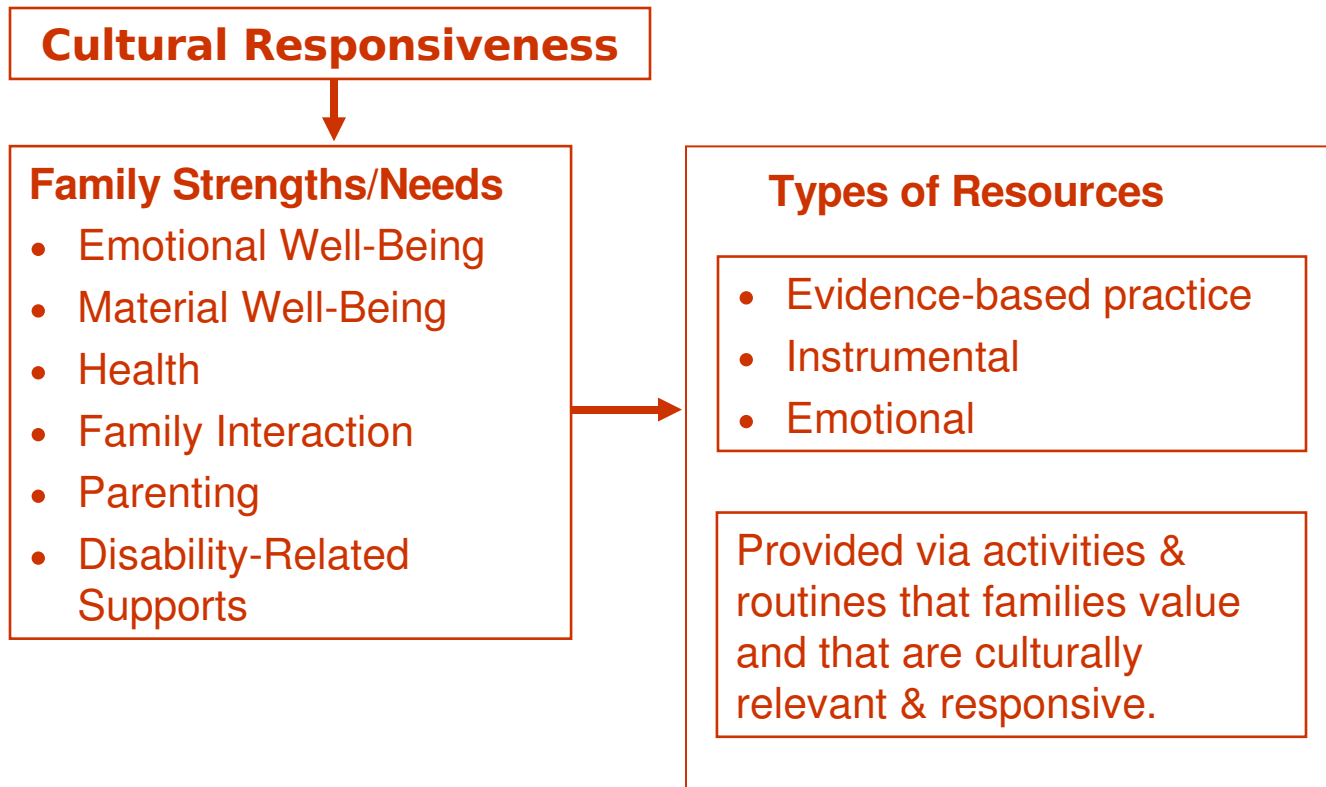 Cultural Responsiveness
Family Strengths/Needs
• Emotional Well-Being
• Material Well-Being
• Health
• Family Interaction
• Parenting
• Disability-Related
Supports
Types of Resources
• Evidence-based practice
• Instrumental
• Emotional
Provided via activities &
routines that families value
and that are culturally
relevant & responsive.